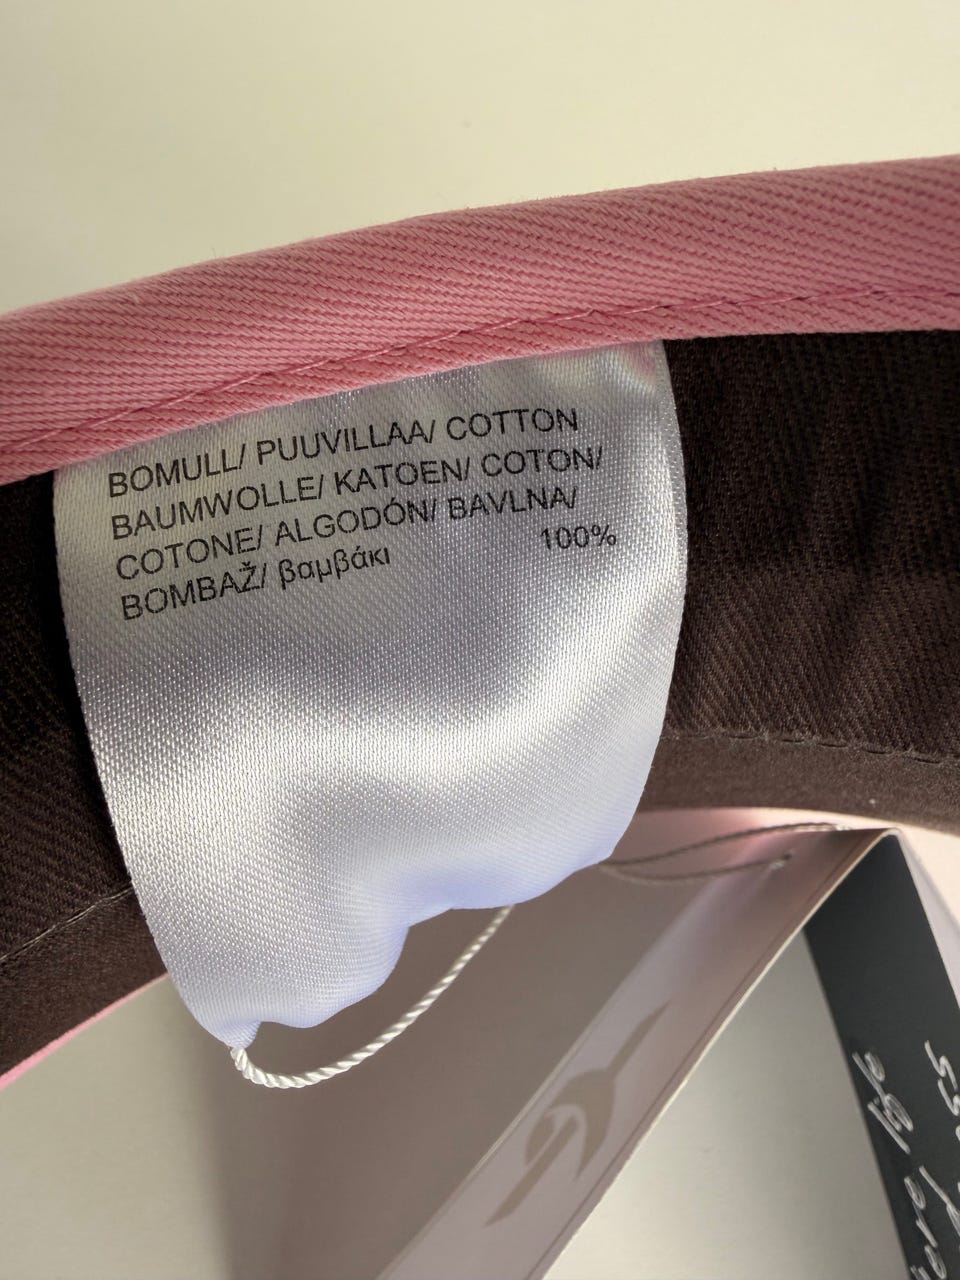 BOMULL/ PUUVILLAA/ COTTON
BAUMWOLLE/ KATOEN/ COTON/
COTONE/ ALGODÓN/ BAVLNA/
BOMBAŽ/ βαμβάκι 100%